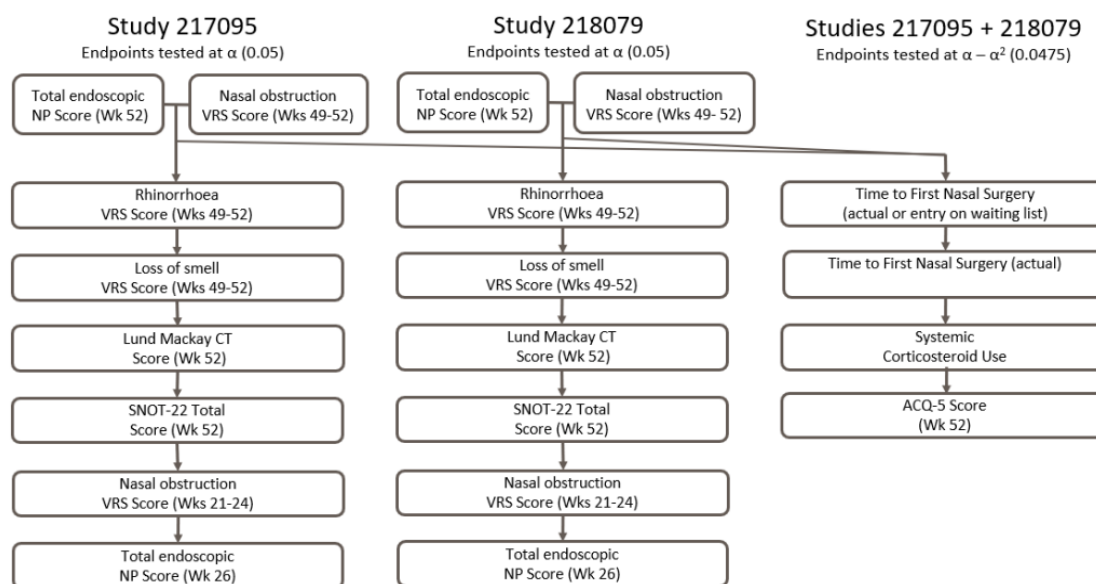 Study 217095
Endpoints tested at α (0.05)
Total endoscopic
NP Score (Wk 52)
Nasal obstruction
VRS Score (Wks 49-52)
Rhinorrhoea
VRS Score (Wks 49-52)
Loss of smell
VRS Score (Wks 49-52)
Lund Mackay CT
Score (Wk 52)
SNOT-22 Total
Score (Wk 52)
Nasal obstruction
VRS Score (Wks 21-24)
Total endoscopic
NP Score (Wk 26)
Study 218079
Endpoints tested at α (0.05)
Total endoscopic
NP Score (Wk 52)
Nasal obstruction
VRS Score (Wks 49- 52)
Rhinorrhoea
VRS Score (Wks 49-52)
Loss of smell
VRS Score (Wks 49-52)
Lund Mackay CT
Score (Wk 52)
SNOT-22 Total
Score (Wk 52)
Nasal obstruction
VRS Score (Wks 21-24)
Total endoscopic
NP Score (Wk 26)
Studies 217095 + 218079
Endpoints tested at α – α² (0.0475)
Time to First Nasal Surgery
(actual or entry on waiting list)
Time to First Nasal Surgery (actual)
Systemic
Corticosteroid Use
ACQ-5 Score
(Wk 52)